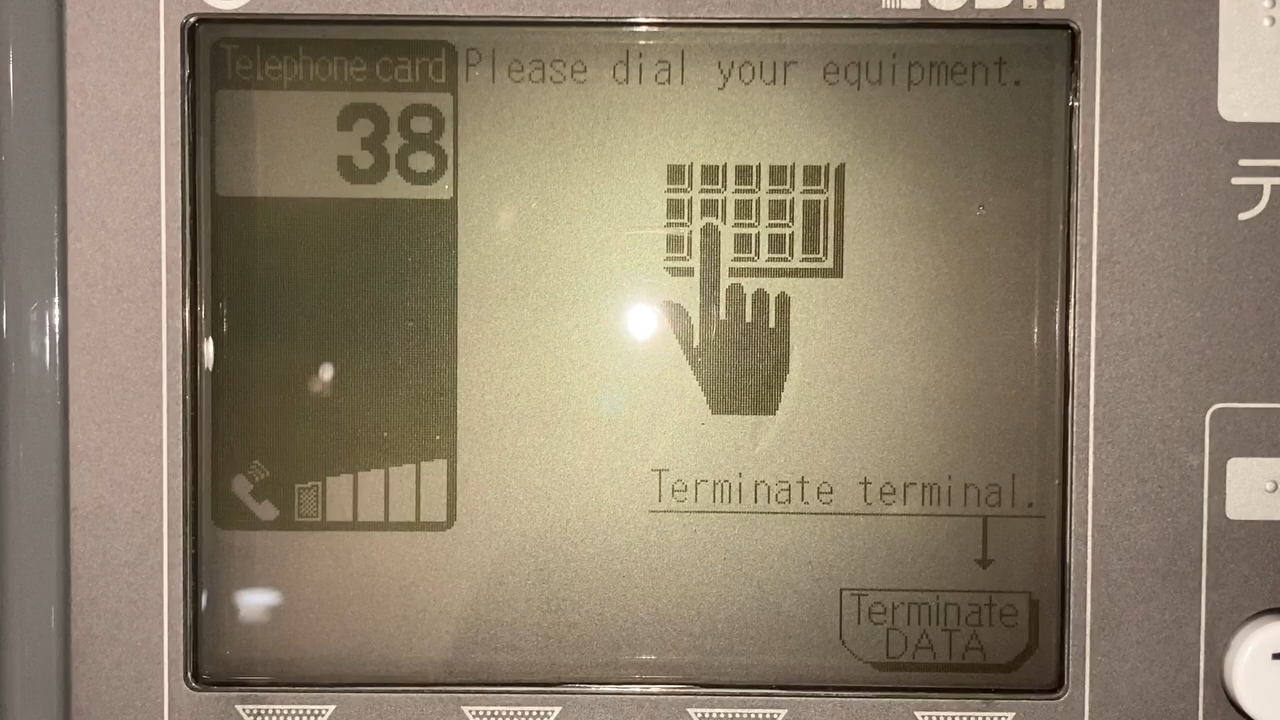 Telephone card
38
Please dial your equipment.
Terminate terminal.
Terminate
DATA